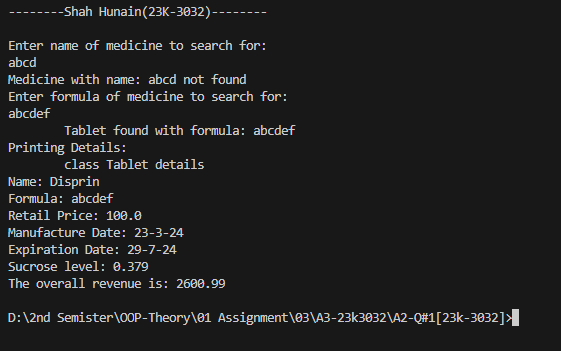 --------Shah Hunain(23K-3032)--------
Enter name of medicine to search for:
abcd
Medicine with name: abcd not found
Enter formula of medicine to search for:
abcdef
Tablet found with formula: abcdef
Printing Details:
class Tablet details
Name: Disprin
Formula: abcdef
Retail Price: 100.0
Manufacture Date: 23-3-24
Expiration Date: 29-7-24
Sucrose level: 0.379
The overall revenue is: 2600.99
D:\2nd Semister\OOP-Theory\01 Assignment\03\A3-23k3032\A2-Q#1[23k-3032]>